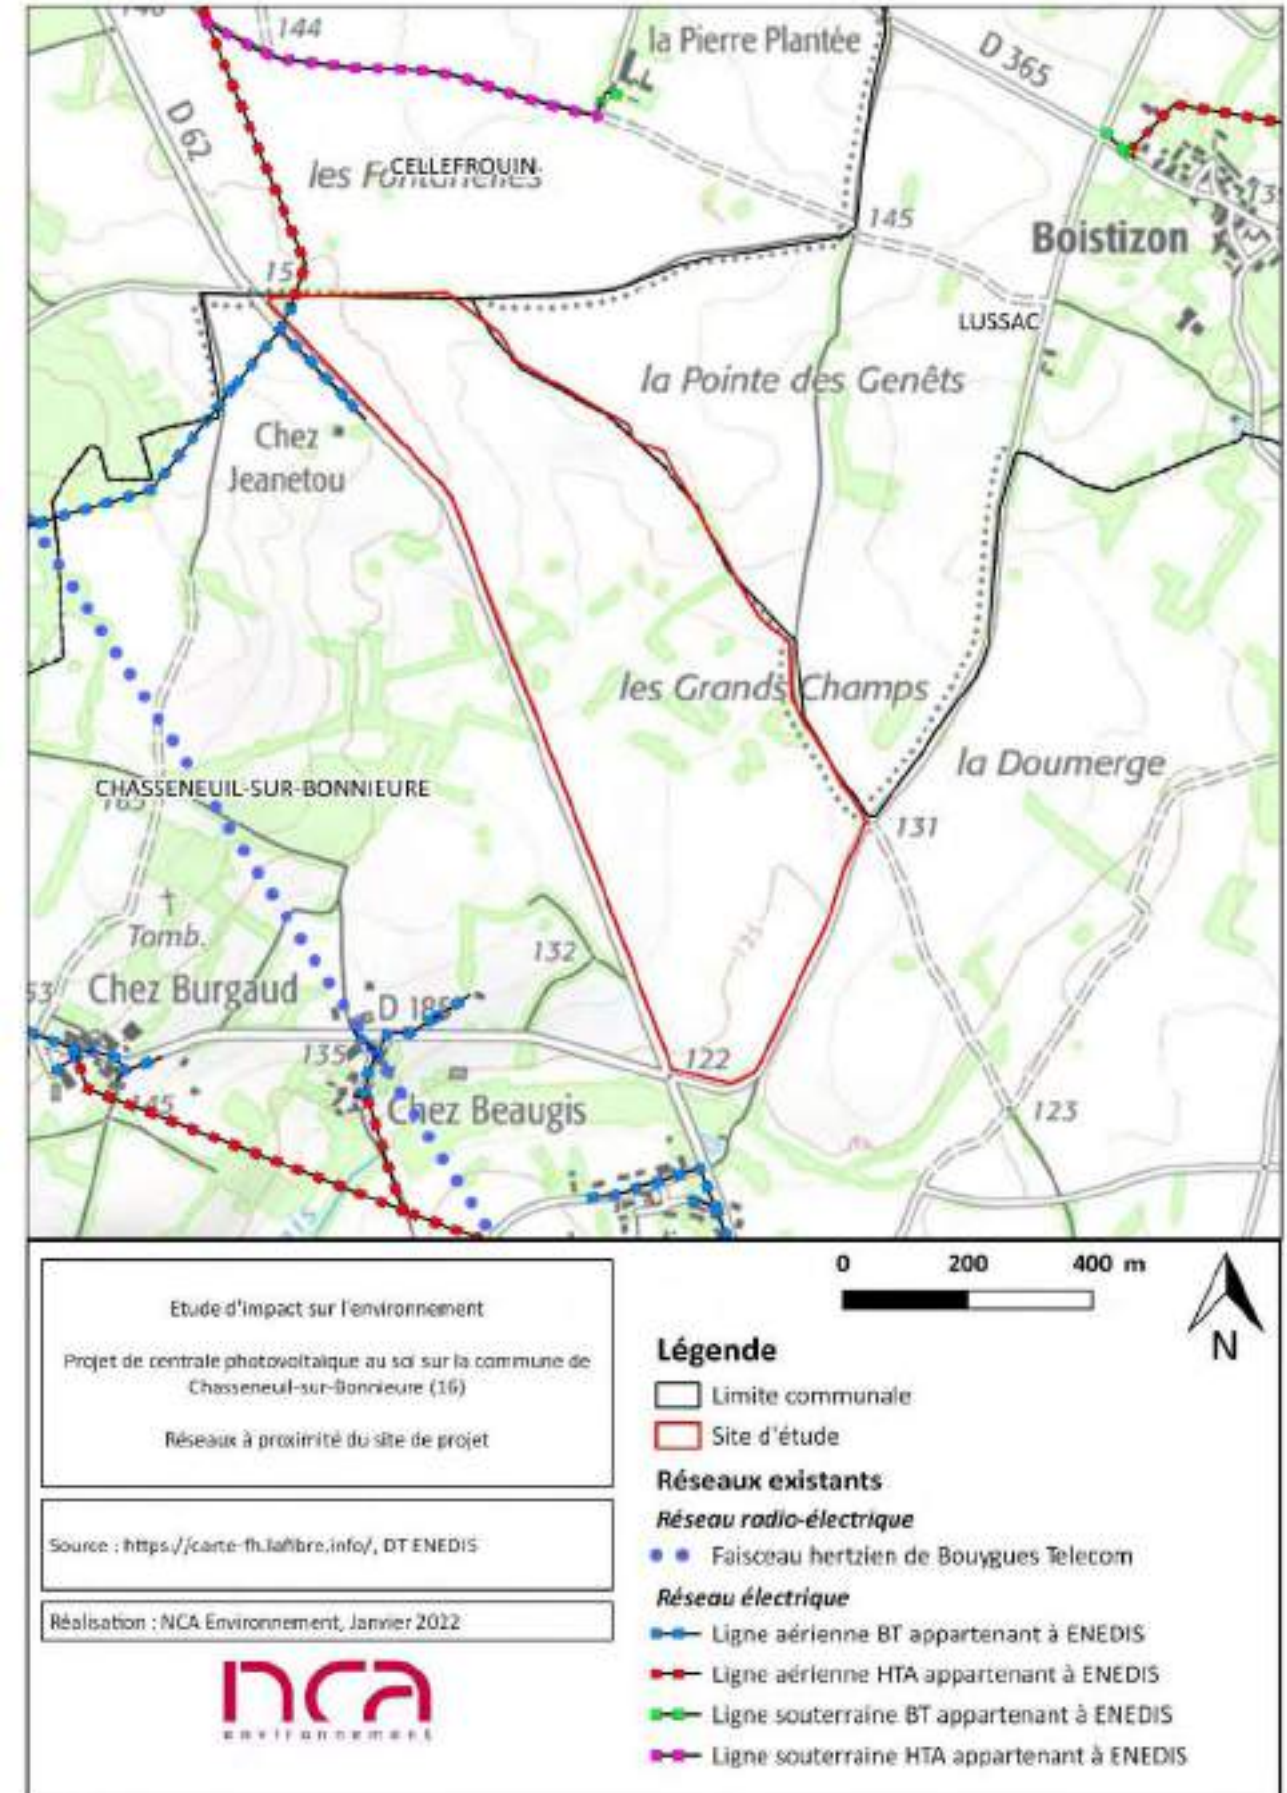 144
la Pierre Plantée
D 365
D 62
les Fontanelles
CELLEFROUIN
145
Boistizon
15
LUSSAC
la Pointe des Genêts
Chez
Jeanetou
les Grands Champs
la Doumerge
CHASSENEUIL-SUR-BONNIEURE
131
125
Tomb.
132
53
Chez Burgaud
D 185
135
122
145
Chez Beaugis
123
0 200 400 m
N
Etude d'impact sur l'environnement
Projet de centrale photovoltaïque au sol sur la commune de
Chasseneuil-sur-Bonnieure (16)
Réseaux à proximité du site de projet
Source : https://carte-fh.lafibre.info/, DT ENEDIS
Réalisation : NCA Environnement, Janvier 2022
nca
environnement
Légende
Limite communale
Site d'étude
Réseaux existants
Réseau radio-électrique
Faisceau hertzien de Bouygues Telecom
Réseau électrique
Ligne aérienne BT appartenant à ENEDIS
Ligne aérienne HTA appartenant à ENEDIS
Ligne souterraine BT appartenant à ENEDIS
Ligne souterraine HTA appartenant à ENEDIS